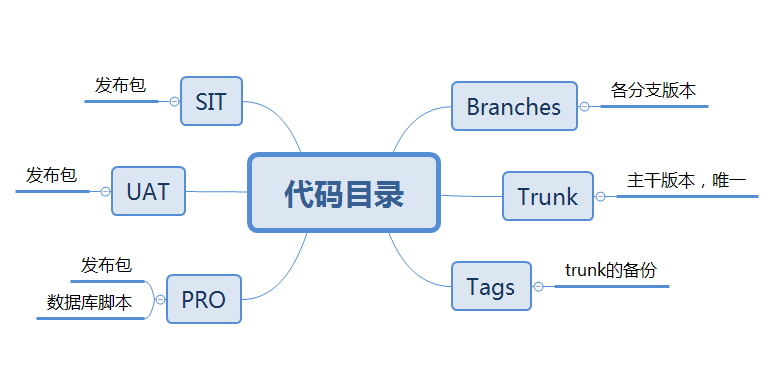 代码目录
Branches
各分支版本
Trunk
主干版本，唯一
Tags
trunk的备份
SIT
发布包
UAT
发布包
PRO
发布包
数据库脚本